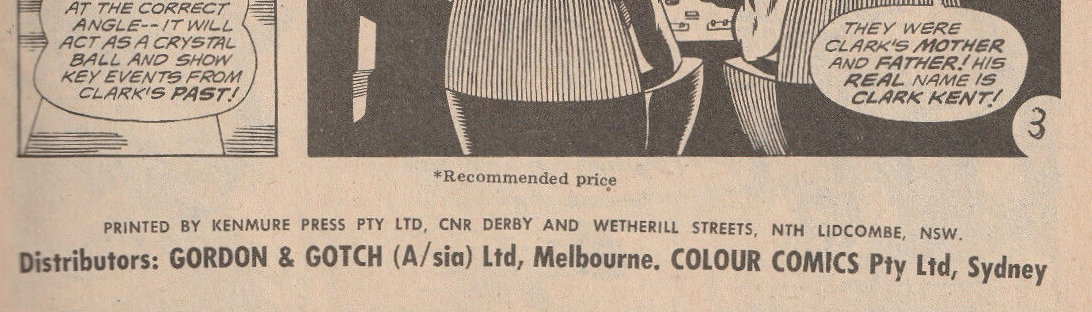 AT THE CORRECT
ANGLE--IT WILL
ACT AS A CRYSTAL
BALL AND SHOW
KEY EVENTS FROM
CLARK'S PAST!
THEY WERE
CLARK'S MOTHER
AND FATHER! HIS
REAL NAME IS
CLARK KENT!
3
*Recommended price
PRINTED BY KENMURE PRESS PTY LTD, CNR DERBY AND WETHERILL STREETS, NTH LIDCOMBE, NSW.
Distributors: GORDON & GOTCH (A/sia) Ltd, Melbourne. COLOUR COMICS Pty Ltd, Sydney